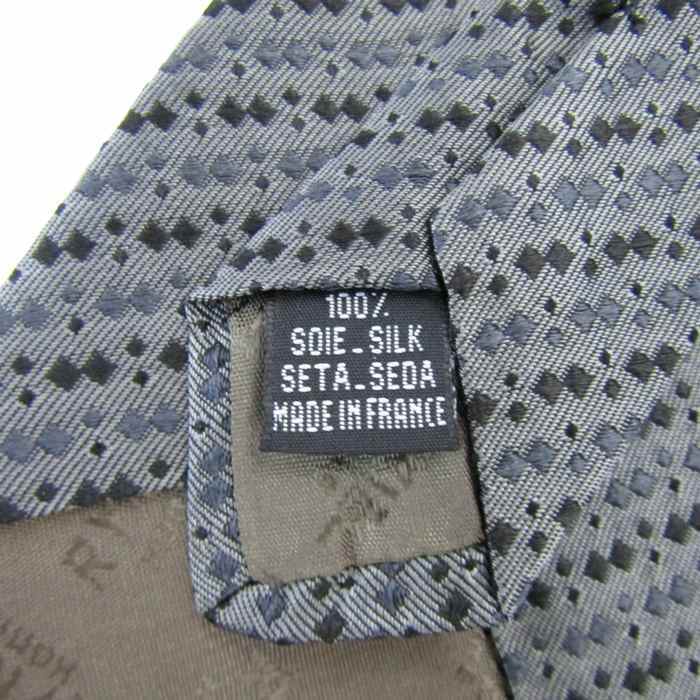 100%
SOIE_SILK
SETA_SEDA
MADE IN FRANCE